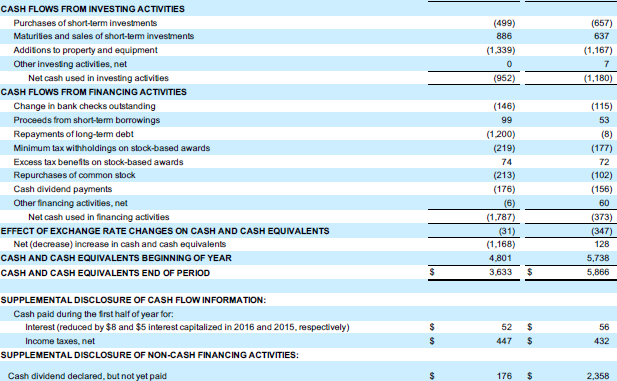 CASH FLOWS FROM INVESTING ACTIVITIES
Purchases of short-term investments (499) (657)
Maturities and sales of short-term investments 886 637
Additions to property and equipment (1,339) (1,167)
Other investing activities, net 0 7
Net cash used in investing activities (952) (1,180)
CASH FLOWS FROM FINANCING ACTIVITIES
Change in bank checks outstanding (146) (115)
Proceeds from short-term borrowings 99 53
Repayments of long-term debt (1,200) (8)
Minimum tax withholdings on stock-based awards (219) (177)
Excess tax benefits on stock-based awards 74 72
Repurchases of common stock (213) (102)
Cash dividend payments (176) (156)
Other financing activities, net (6) 60
Net cash used in financing activities (1,787) (373)
EFFECT OF EXCHANGE RATE CHANGES ON CASH AND CASH EQUIVALENTS (31) (347)
Net (decrease) increase in cash and cash equivalents (1,168) 128
CASH AND CASH EQUIVALENTS BEGINNING OF YEAR 4,801 5,738
CASH AND CASH EQUIVALENTS END OF PERIOD $ 3,633 $ 5,866
SUPPLEMENTAL DISCLOSURE OF CASH FLOW INFORMATION:
Cash paid during the first half of year for:
Interest (reduced by $8 and $5 interest capitalized in 2016 and 2015, respectively) $ 52 $ 56
Income taxes, net $ 447 $ 432
SUPPLEMENTAL DISCLOSURE OF NON-CASH FINANCING ACTIVITIES:
Cash dividend declared, but not yet paid $ 176 $ 2,358